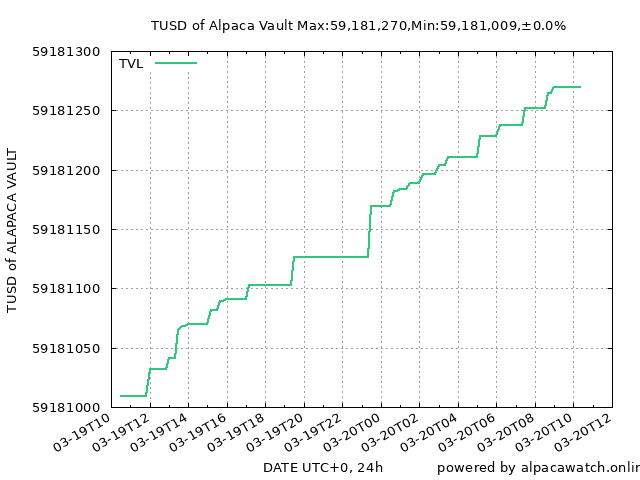 TUSD of Alpaca Vault Max:59,181,270,Min:59,181,009,±0.0%
59181300
TVL
59181250
59181200
59181150
59181100
59181050
59181000
TUSD of ALAPACA VAULT
03-19T10
03-19T12
03-19T14
03-19T16
03-19T18
03-19T20
03-19T22
03-20T00
03-20T02
03-20T04
03-20T06
03-20T08
03-20T10
03-20T12
DATE UTC+0, 24h
powered by alpacawatch.onlin